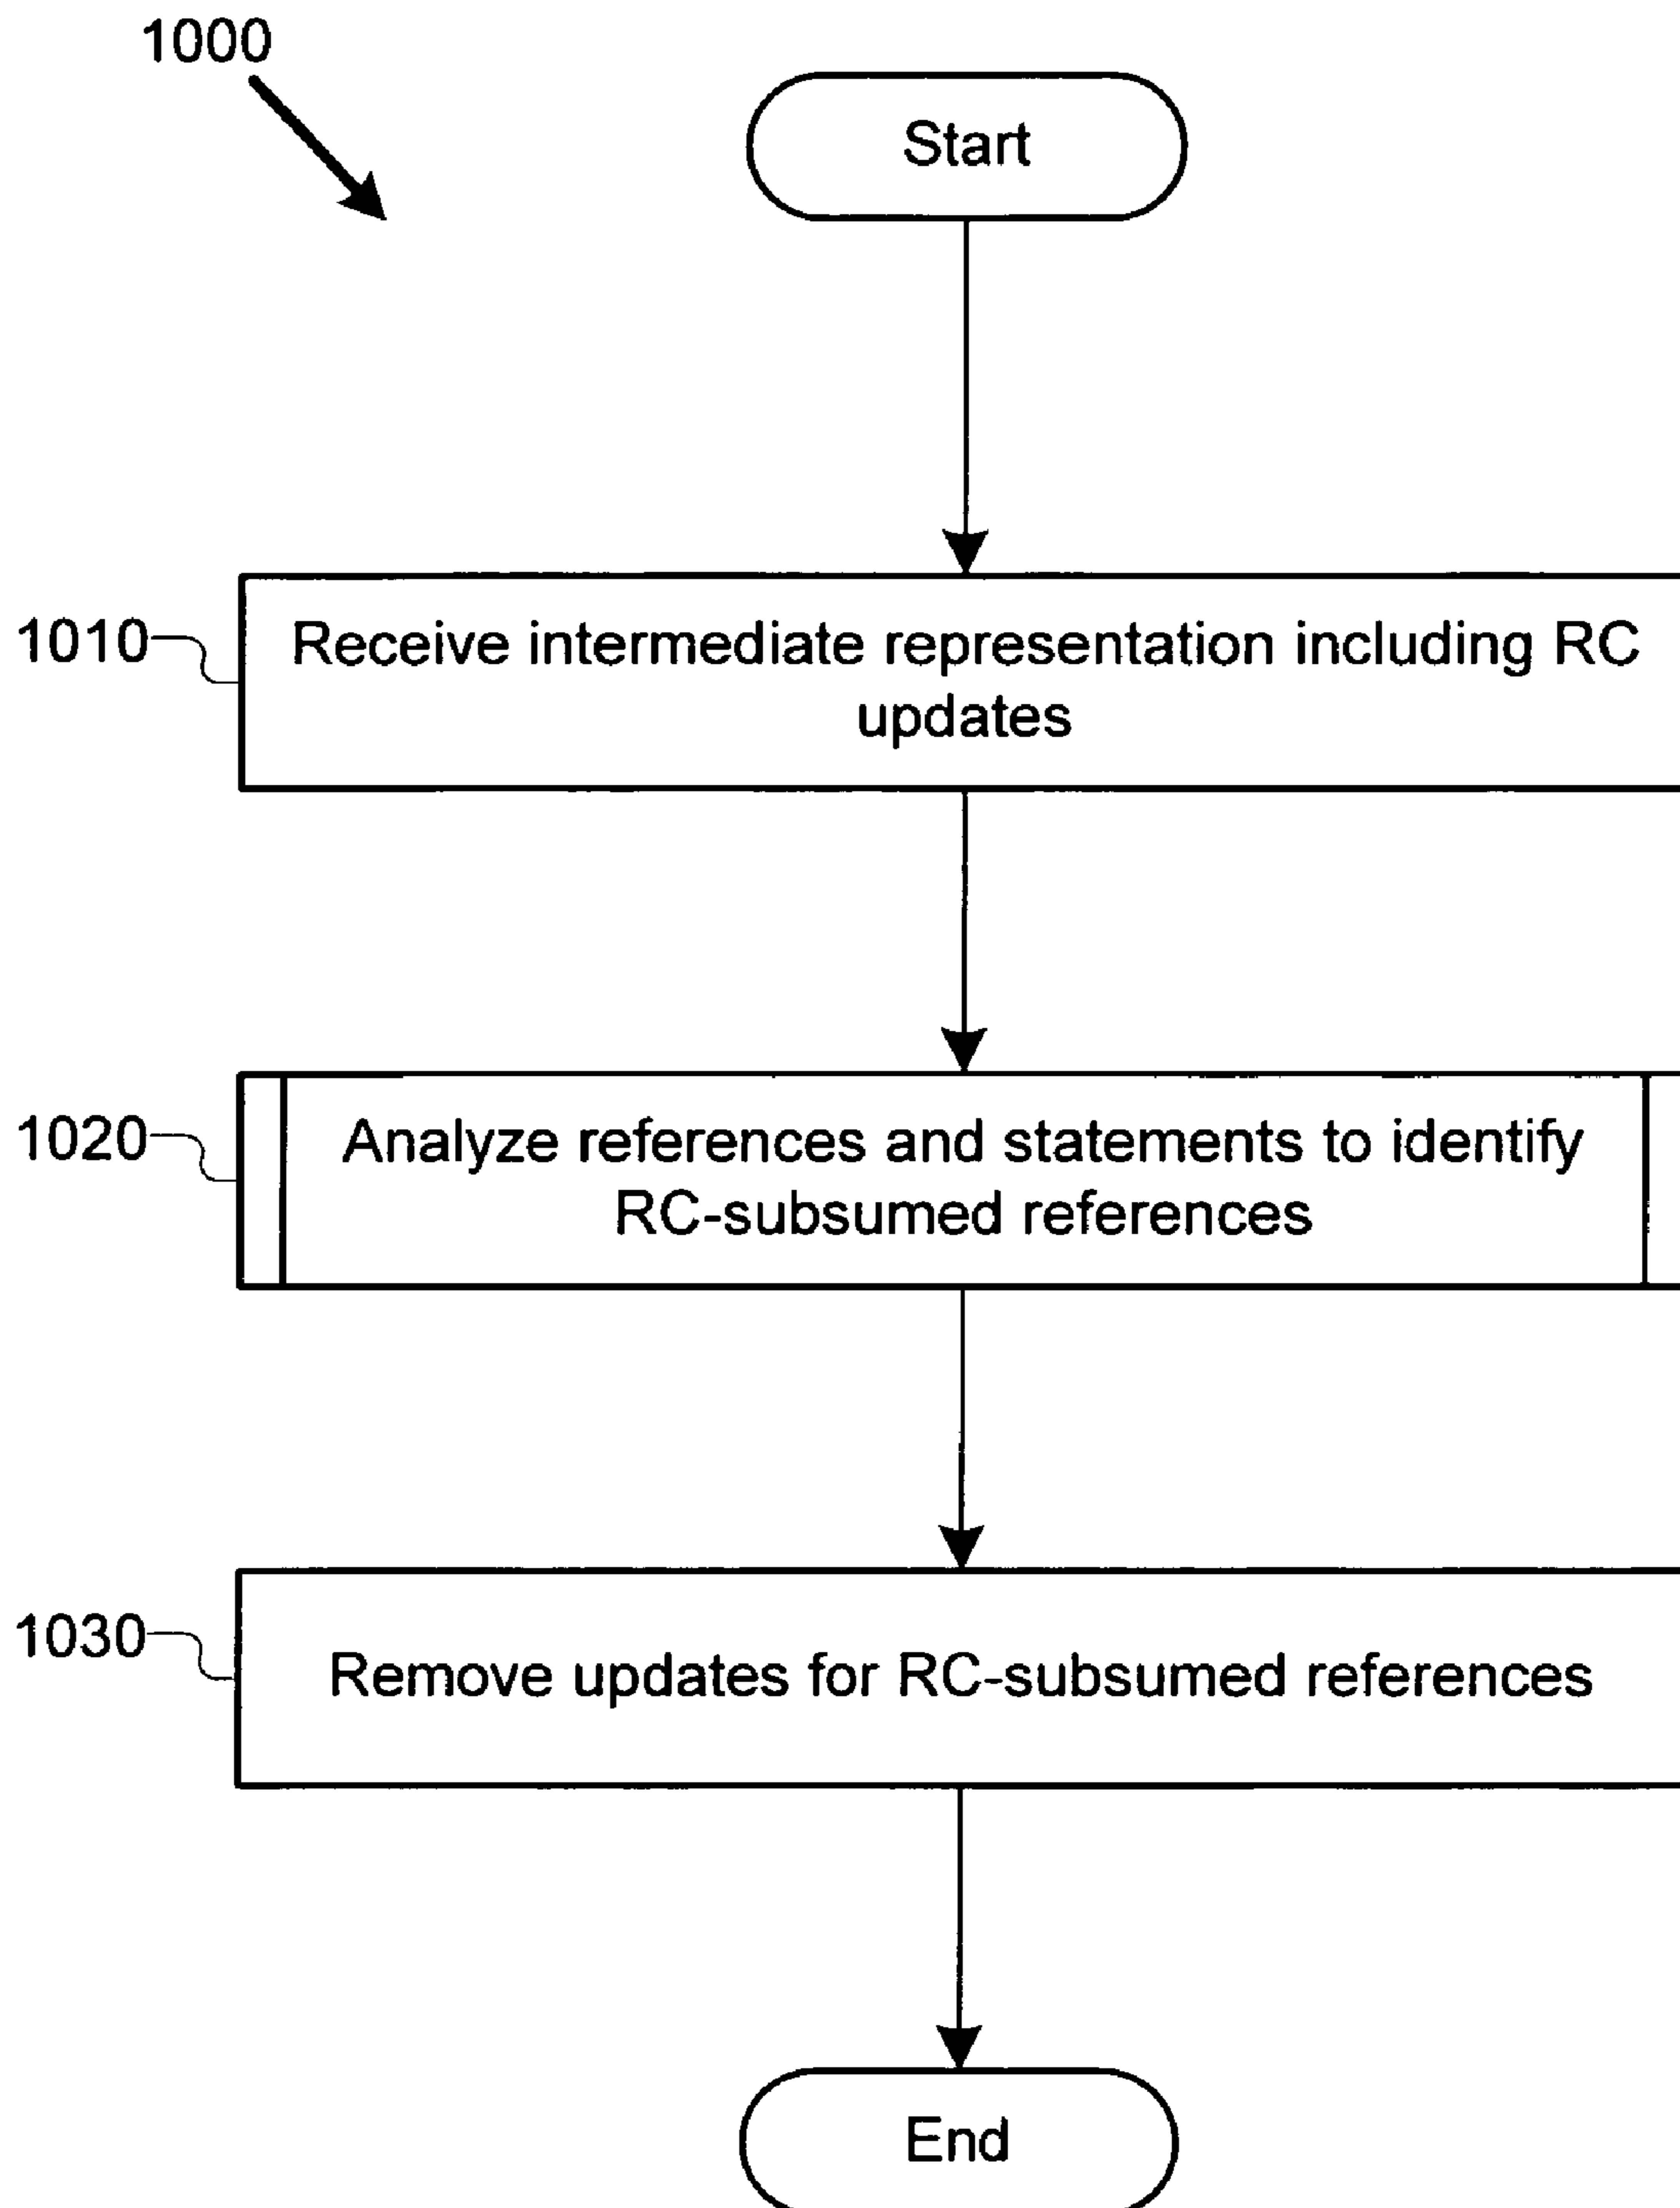 1000
Start
1010
Receive intermediate representation including RC
updates
1020
Analyze references and statements to identify
RC-subsumed references
1030
Remove updates for RC-subsumed references
End